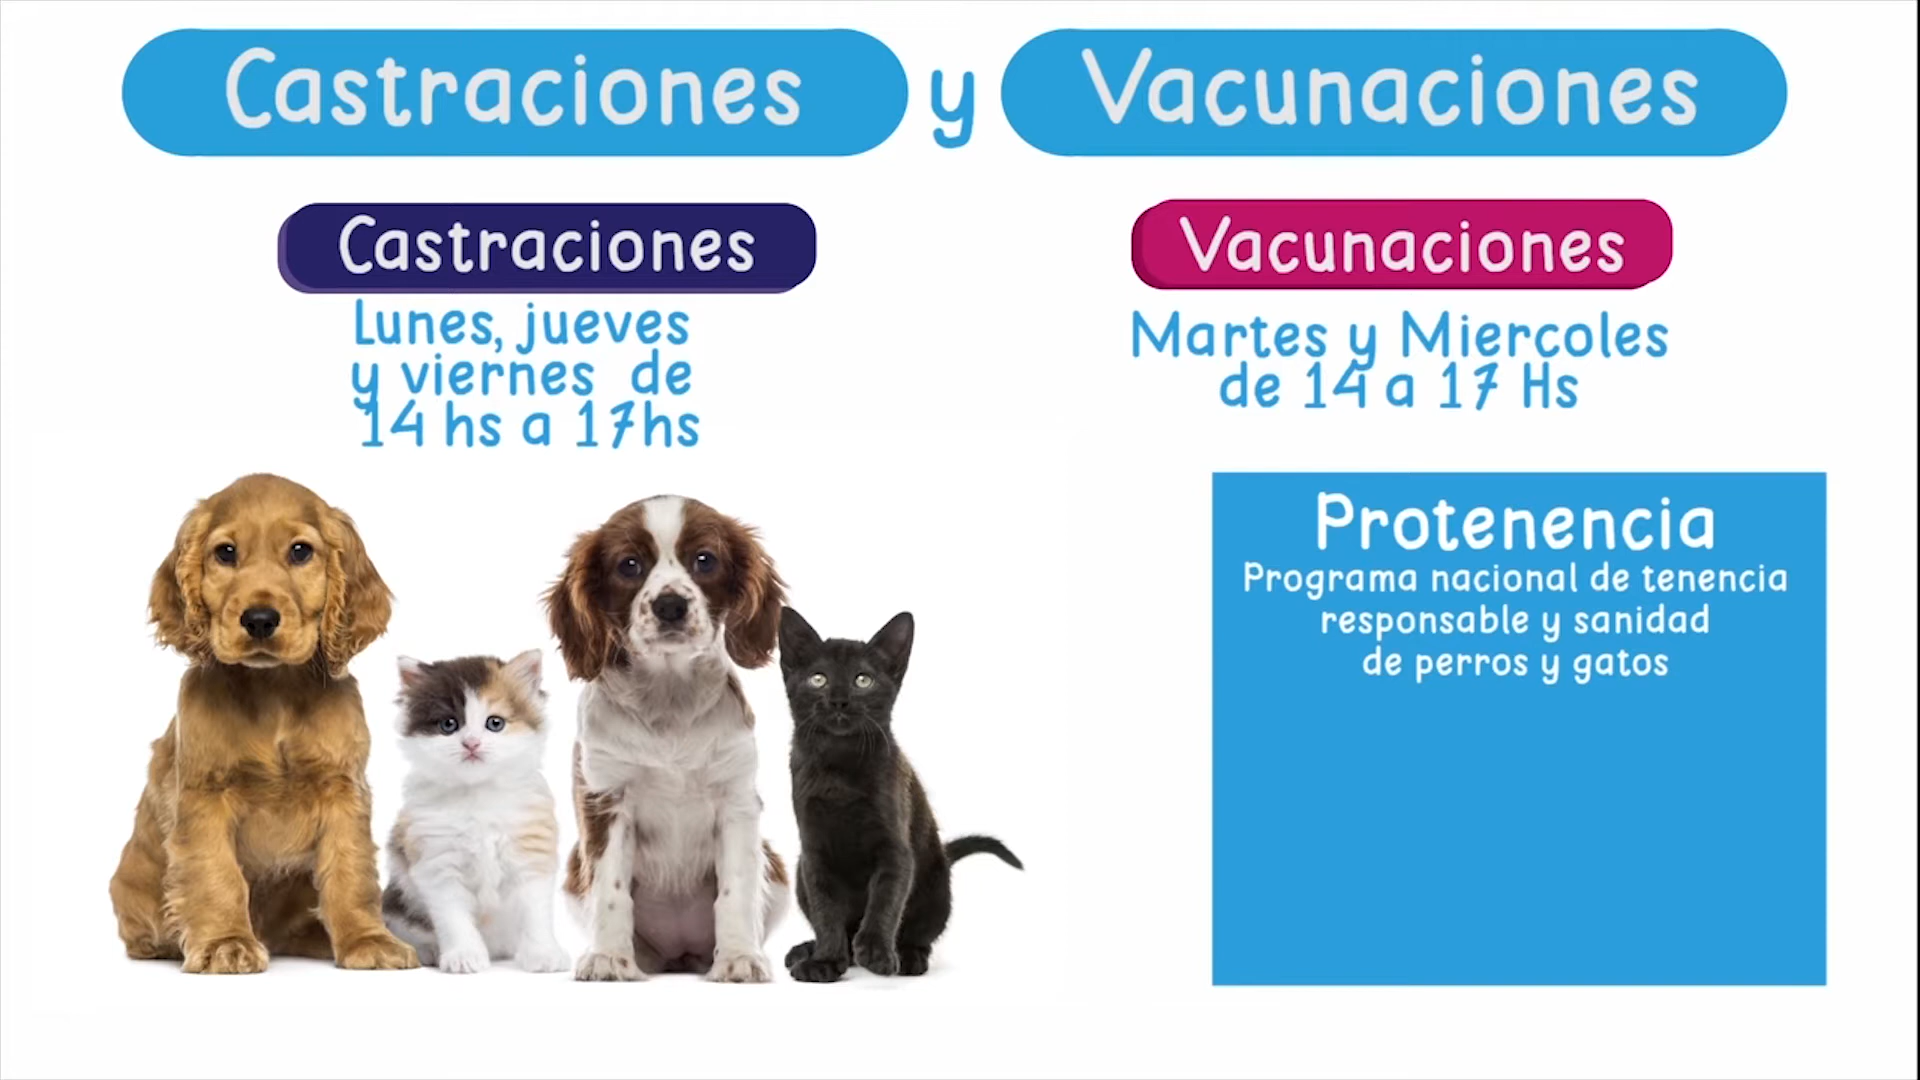 Castraciones y Vacunaciones
Castraciones
Lunes, jueves
y viernes de
14 hs a 17hs
Vacunaciones
Martes y Miercoles
de 14 a 17 Hs
Protenencia
Programa nacional de tenencia
responsable y sanidad
de perros y gatos